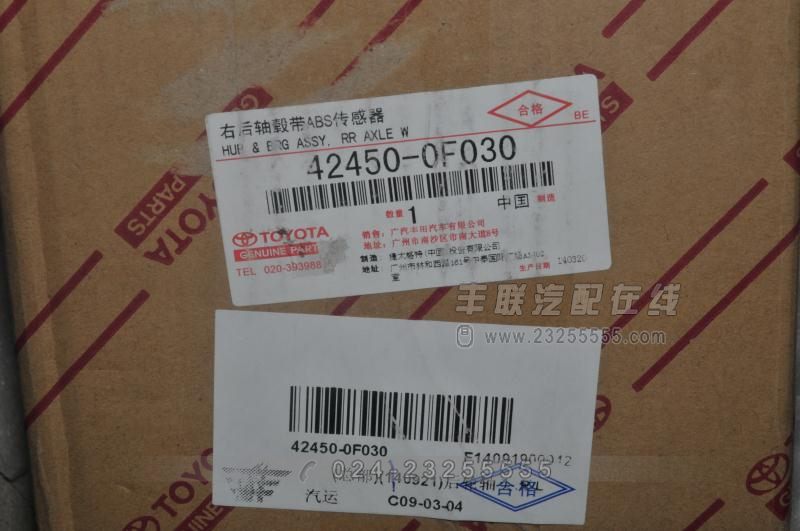 TOYOTA
PARTS
右后轴毂带ABS传感器
HUB & BRG ASSY, RR AXLE W
合格
BE
42450-0F030
数量
1
中国 制造
TOYOTA
GENUINE PART
TEL 020-393988
销售: 广汽丰田汽车有限公司
地址: 广州市南沙区市南大道8号
制造:
地址:
室
生产日期 140320
丰联汽配在线
www.23255555.com
42450-0F030
024-23255555
汽运
C09-03-04
合格